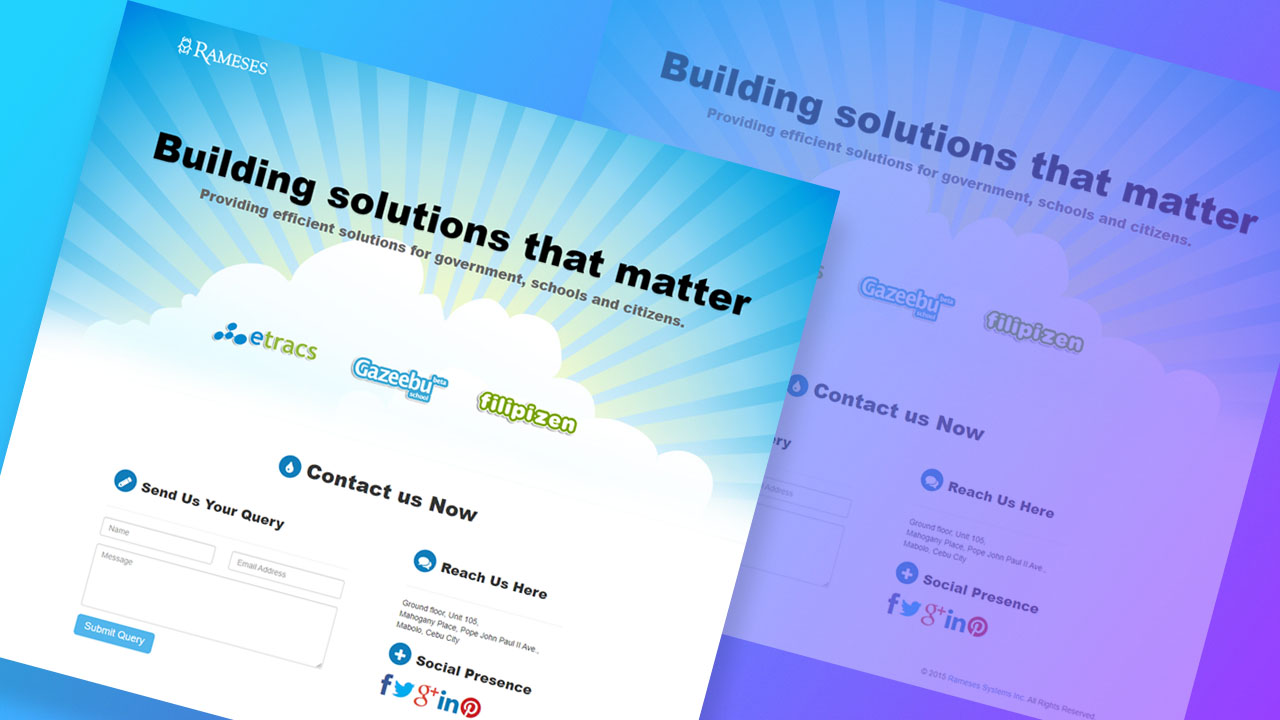 RAMESES
Building solutions that matter
Providing efficient solutions for government, schools and citizens.
etracs
Gazeebu beta
school
filipizen
Contact us Now
Send Us Your Query
Name
Email Address
Message
Submit Query
Reach Us Here
Ground floor, Unit 105,
Mahogany Place, Pope John Paul II Ave.,
Mabolo, Cebu City
Social Presence
f g+ in
Building solutions that matter
Providing efficient solutions for government, schools and citizens.
s
Gazeebu beta
school
filipizen
Contact us Now
ry
Address
Reach Us Here
Ground floor, Unit 105,
Mahogany Place, Pope John Paul II Ave.,
Mabolo, Cebu City
Social Presence
f g+ in
© 2015 Rameses Systems Inc. All Rights Reserved